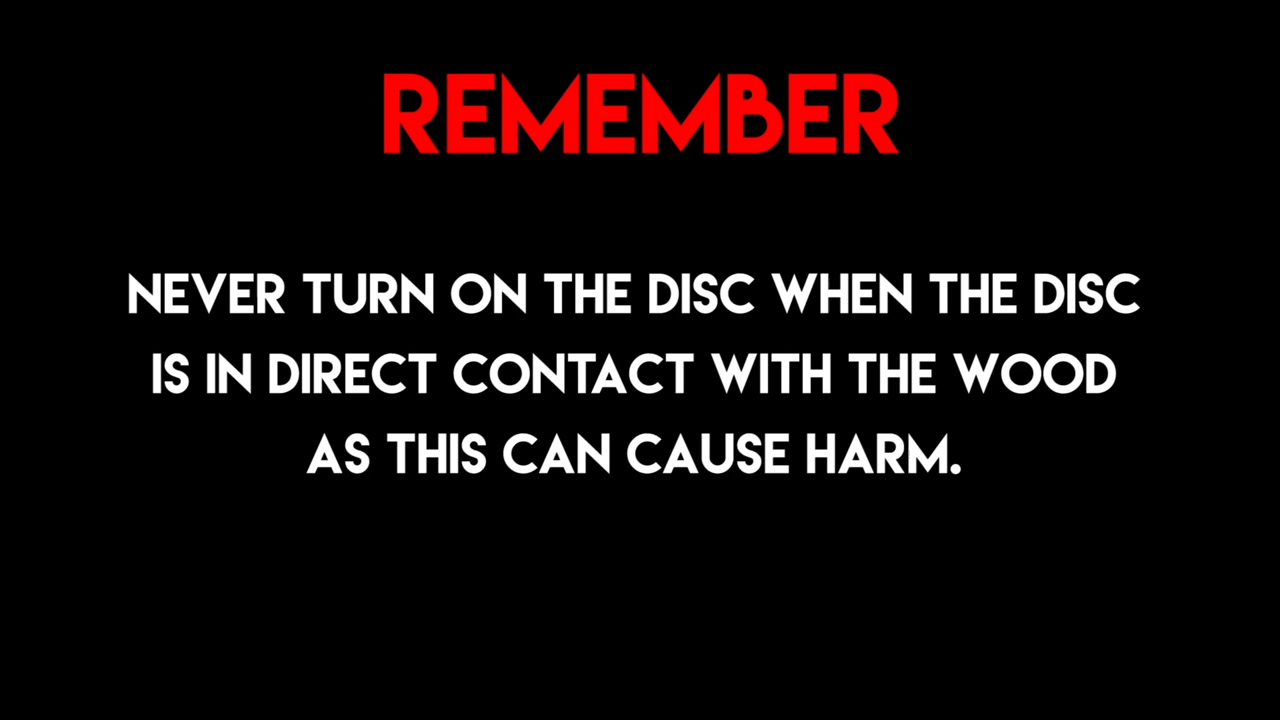 REMEMBER
NEVER TURN ON THE DISC WHEN THE DISC
IS IN DIRECT CONTACT WITH THE WOOD
AS THIS CAN CAUSE HARM.